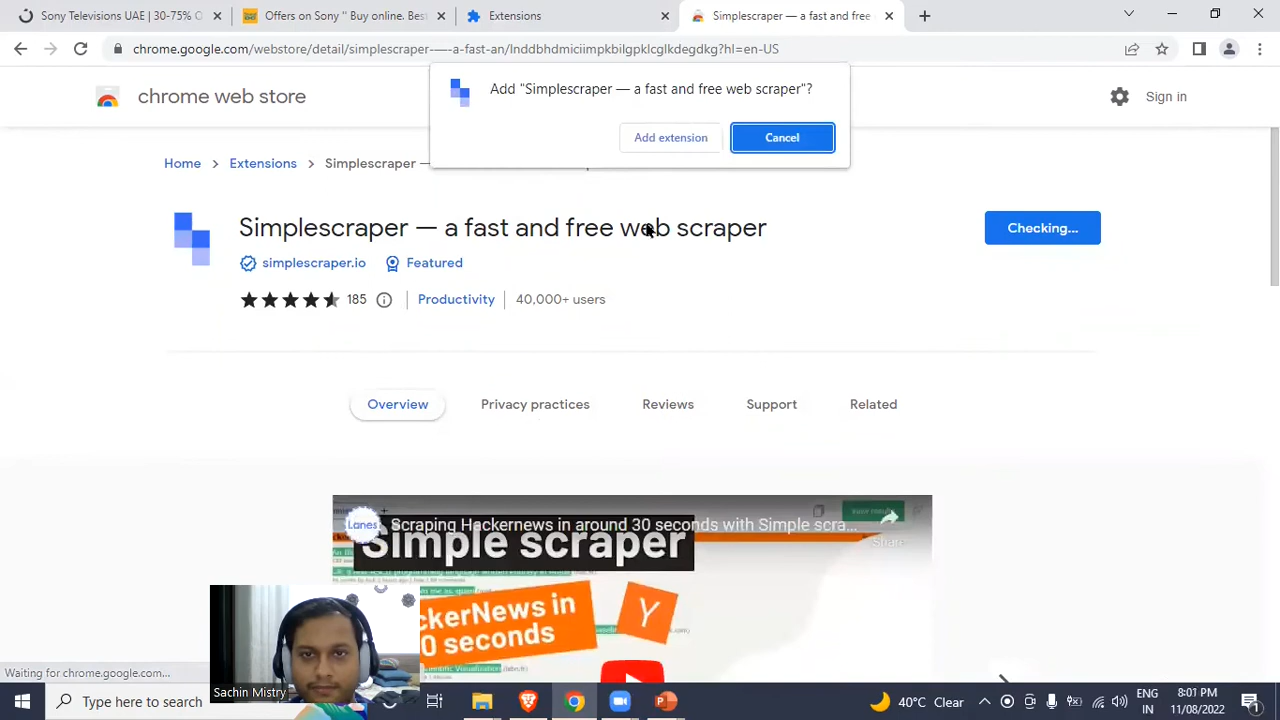 Sony Televisions UAE | 30-75% O
Offers on Sony " Buy online. Best
Extensions
Simplescraper — a fast and free
chrome.google.com/webstore/detail/simplescraper-—-a-fast-an/lnddbhdmiciimpkbilgpklcglkdegdkg?hl=en-US
chrome web store
Sign in
Add "Simplescraper — a fast and free web scraper"?
Add extension
Cancel
Home
Extensions
Simplescraper —
Simplescraper — a fast and free web scraper
Checking...
simplescraper.io
Featured
185
Productivity
40,000+ users
Overview
Privacy practices
Reviews
Support
Related
Lanes
Scraping Hackernews in around 30 seconds with Simple scra...
Share
Simple scraper
ckerNews in
0 seconds
Y
Waiting for chrome.google.com...
Sachin Mistry
Type here to search
40°C Clear
ENG
IN
8:01 PM
11/08/2022
1